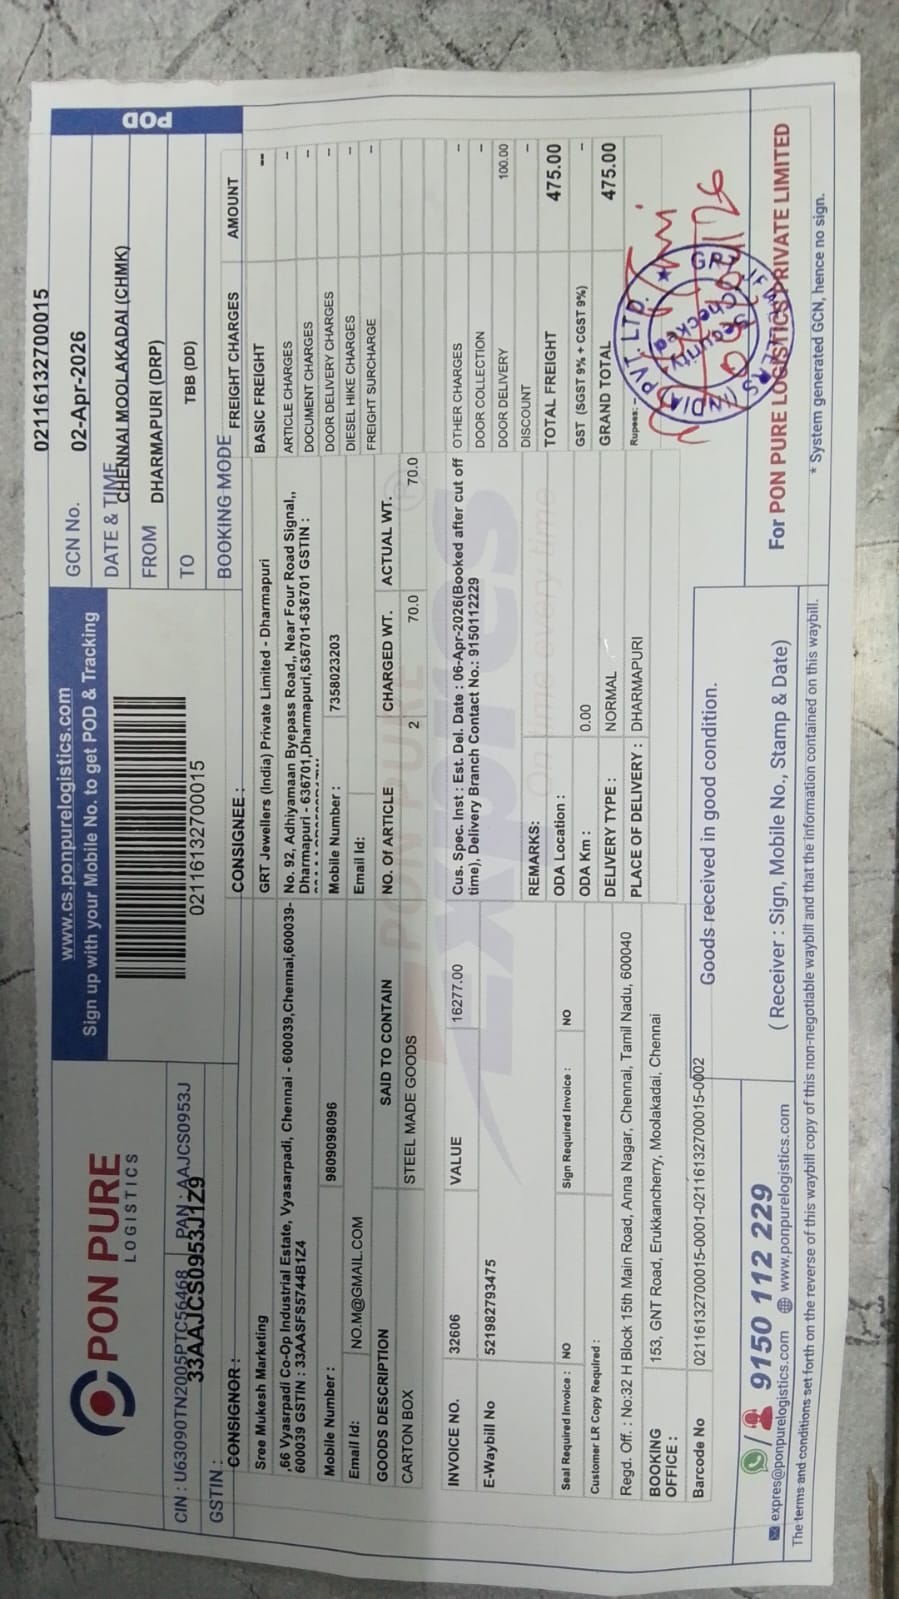 PON PURE
LOGISTICS
CIN : U63090TN2005PTC56468 PAN : AAJCS0953J
GSTIN : 33AAJCS0953J1Z9
www.cs.ponpurelogistics.com
Sign up with your Mobile No. to get POD & Tracking
02116132700015
POD
GCN No. 02116132700015
DATE & TIME 02-Apr-2026
FROM CHENNAI MOOLAKADAI (CHMK)
TO DHARMAPURI (DRP)
BOOKING MODE TBB (DD)
CONSIGNOR :
Sree Mukesh Marketing
,66 Vyasrpadi Co-Op Industrial Estate, Vyasarpadi, Chennai - 600039,Chennai,600039-
600039 GSTIN : 33AASFS5744B1Z4
Mobile Number : 9809098096
Email Id: NO.M@GMAIL.COM
CONSIGNEE :
GRT Jewellers (India) Private Limited - Dharmapuri
No. 92, Adhiyamaan Byepass Road,, Near Four Road Signal,,
Dharmapuri - 636701,Dharmapuri,636701-636701 GSTIN :
Mobile Number : 7358023203
Email Id:
GOODS DESCRIPTION SAID TO CONTAIN NO. Of ARTICLE CHARGED WT. ACTUAL WT.
CARTON BOX STEEL MADE GOODS 2 70.0 70.0
INVOICE NO. 32606 VALUE 16277.00
E-Waybill No 521982793475
Cus. Spec. Inst : Est. Del. Date : 06-Apr-2026(Booked after cut off
time), Delivery Branch Contact No.: 9150112229
REMARKS:
Seal Required Invoice : NO Sign Required Invoice : NO
Customer LR Copy Required :
ODA Location :
ODA Km : 0.00
DELIVERY TYPE : NORMAL
PLACE OF DELIVERY : DHARMAPURI
Regd. Off. : No:32 H Block 15th Main Road, Anna Nagar, Chennai, Tamil Nadu, 600040
BOOKING OFFICE : 153, GNT Road, Erukkancherry, Moolakadai, Chennai
Barcode No 02116132700015-0001-02116132700015-0002
FREIGHT CHARGES AMOUNT
BASIC FREIGHT --
ARTICLE CHARGES --
DOCUMENT CHARGES --
DOOR DELIVERY CHARGES --
DIESEL HIKE CHARGES --
FREIGHT SURCHARGE --
OTHER CHARGES --
DOOR COLLECTION --
DOOR DELIVERY 100.00
DISCOUNT --
TOTAL FREIGHT 475.00
GST (SGST 9% + CGST 9%) --
GRAND TOTAL 475.00
Rupees: -
PON PURE
Expres
on time every time
Security
Checked
Goods received in good condition.
( Receiver : Sign, Mobile No., Stamp & Date)
For PON PURE LOGISTICS PRIVATE LIMITED
* System generated GCN, hence no sign.
9150 112 229
expres@ponpurelogistics.com www.ponpurelogistics.com
The terms and conditions set forth on the reverse of this waybill copy of this non-negotiable waybill and that the information contained on this waybill.